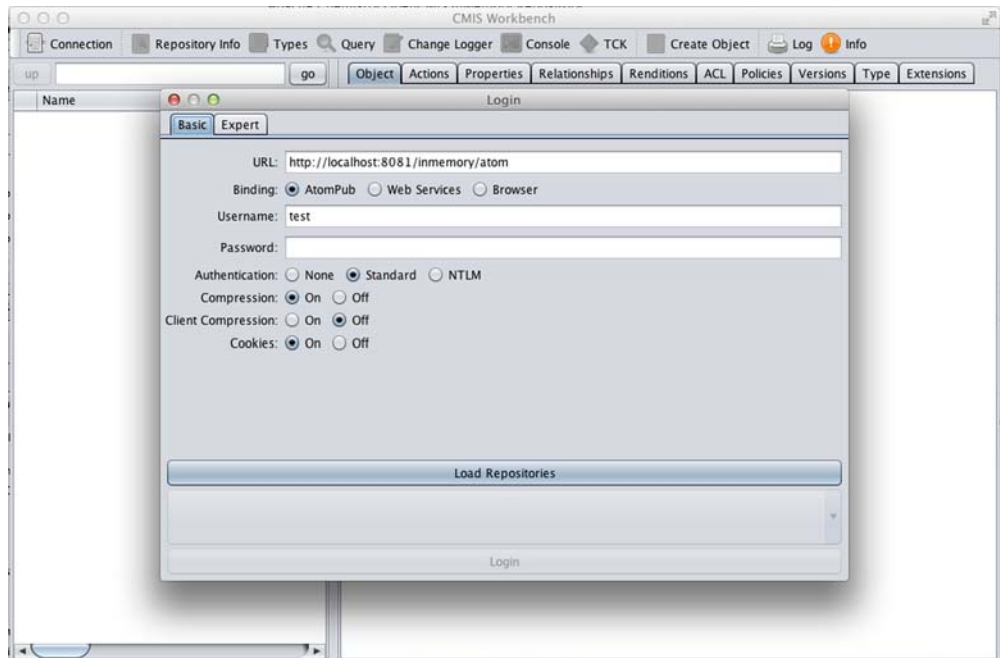 CMIS Workbench
Connection Repository Info Types Query Change Logger Console TCK Create Object Log Info
up go Object Actions Properties Relationships Renditions ACL Policies Versions Type Extensions
Name
Login
Basic Expert
URL: http://localhost:8081/inmemory/atom
Binding: AtomPub Web Services Browser
Username: test
Password:
Authentication: None Standard NTLM
Compression: On Off
Client Compression: On Off
Cookies: On Off
Load Repositories
Login